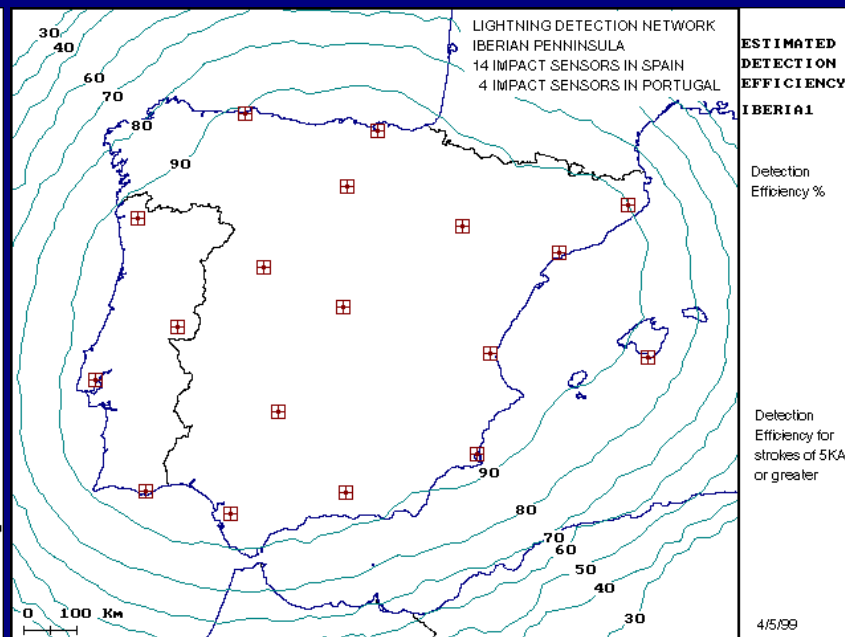 LIGHTNING DETECTION NETWORK
IBERIAN PENNINSULA
14 IMPACT SENSORS IN SPAIN
4 IMPACT SENSORS IN PORTUGAL
ESTIMATED
DETECTION
EFFICIENCY
IBERIA1
Detection
Efficiency %
30
40
60
70
80
90
90
80
70
60
50
40
30
Detection
Efficiency for
strokes of 5KA
or greater
0 100 Km
4/5/99